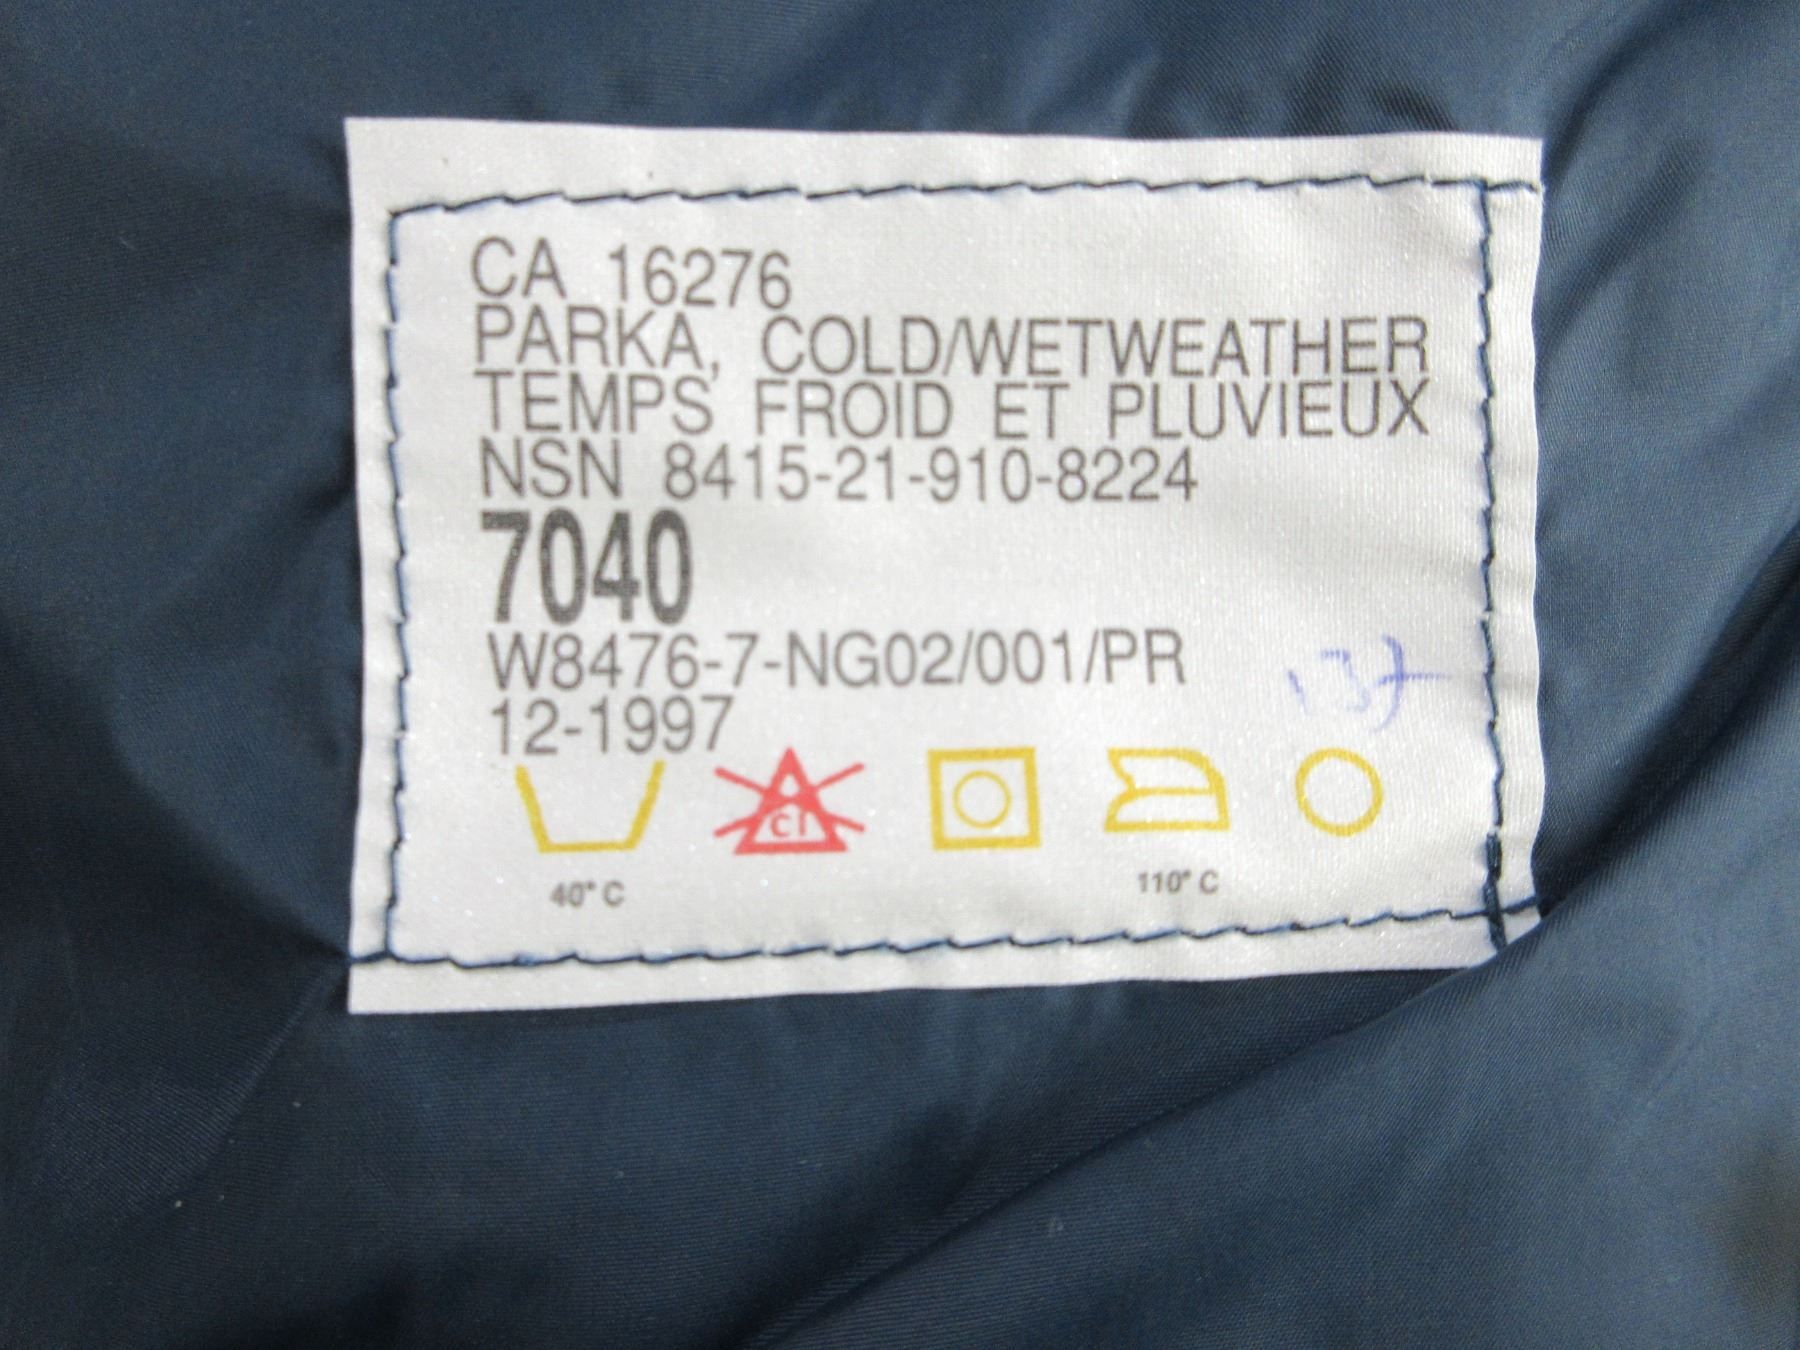 CA 16276
PARKA, COLD/WETWEATHER
TEMPS FROID ET PLUVIEUX
NSN 8415-21-910-8224
7040
W8476-7-NG02/001/PR
12-1997
cl
40° C
110° C